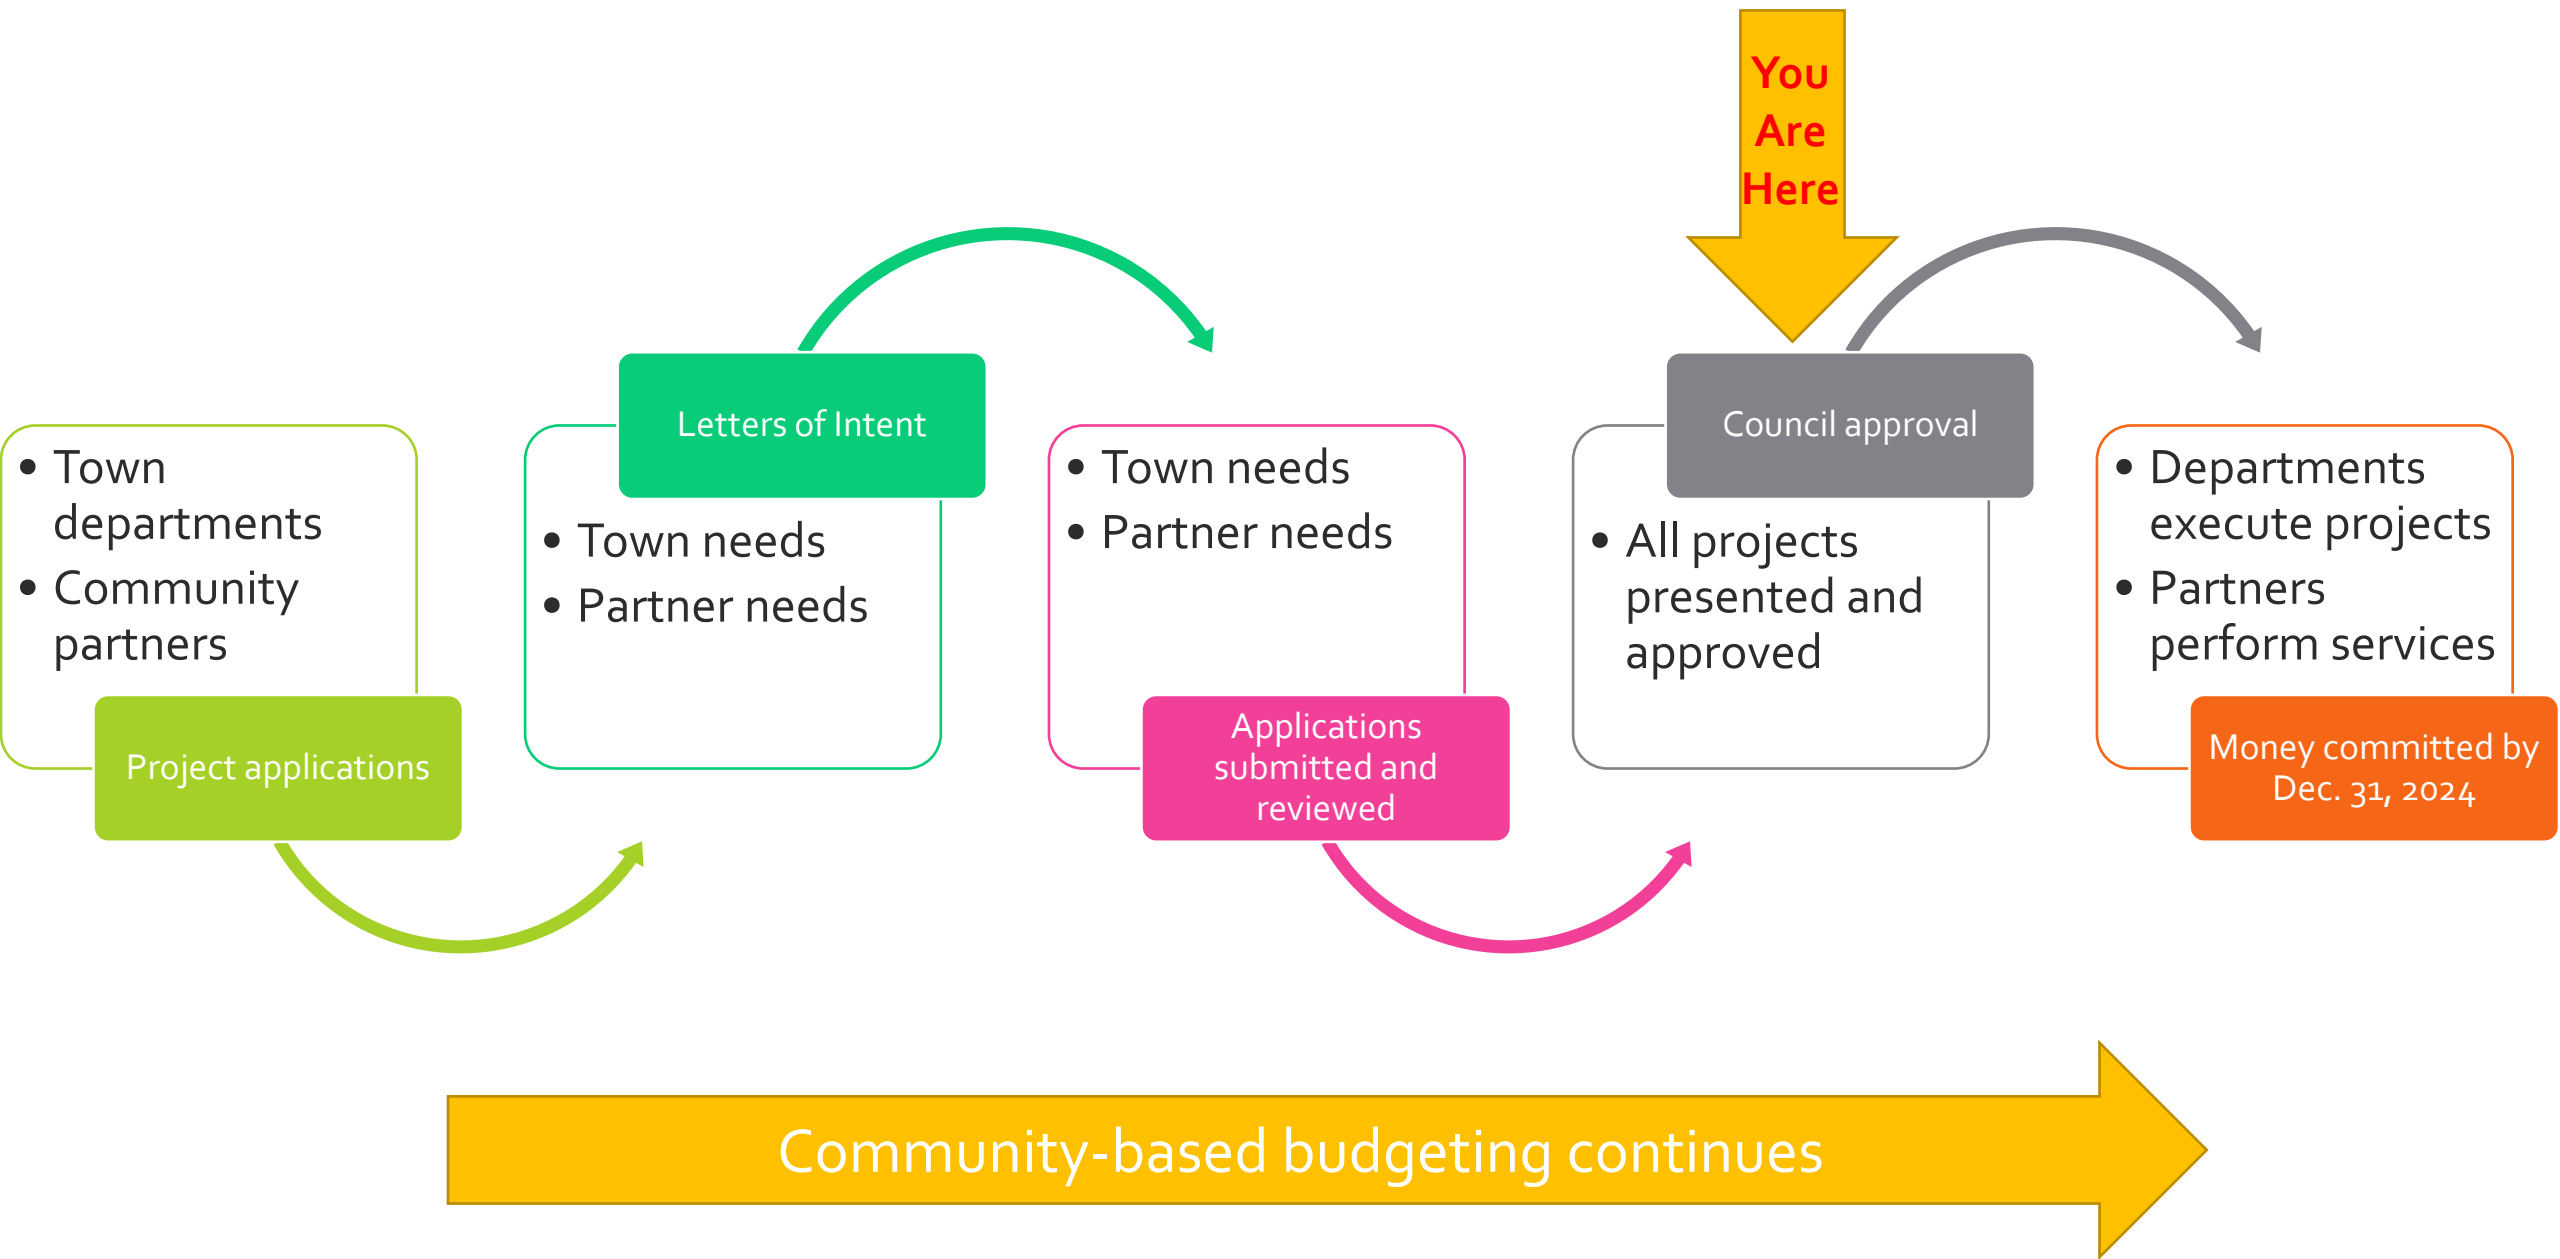 You
Are
Here
• Town
departments
• Community
partners
Project applications
Letters of Intent
• Town needs
• Partner needs
• Town needs
• Partner needs
Applications
submitted and
reviewed
Council approval
• All projects
presented and
approved
• Departments
execute projects
• Partners
perform services
Money committed by
Dec. 31, 2024
Community-based budgeting continues